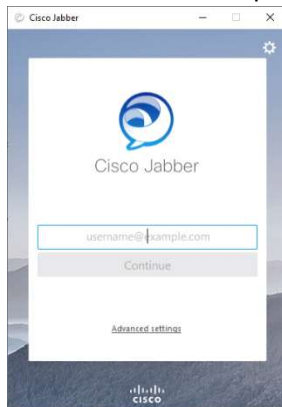 Cisco Jabber
Cisco Jabber
username@example.com
Continue
Advanced settings
CISCO